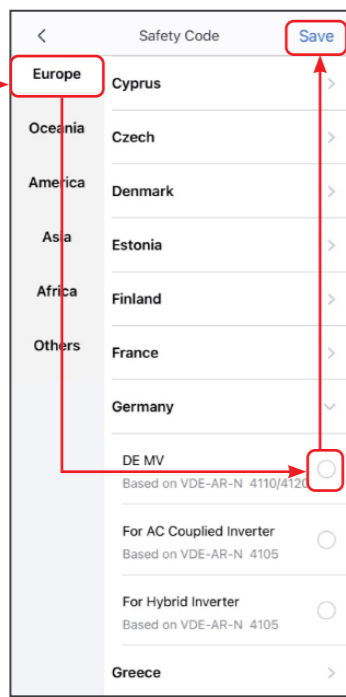 Safety Code
Save
Europe
Oceania
America
Asia
Africa
Others
Cyprus
Czech
Denmark
Estonia
Finland
France
Germany
DE MV
Based on VDE-AR-N 4110/4120
For AC Couplied Inverter
Based on VDE-AR-N 4105
For Hybrid Inverter
Based on VDE-AR-N 4105
Greece